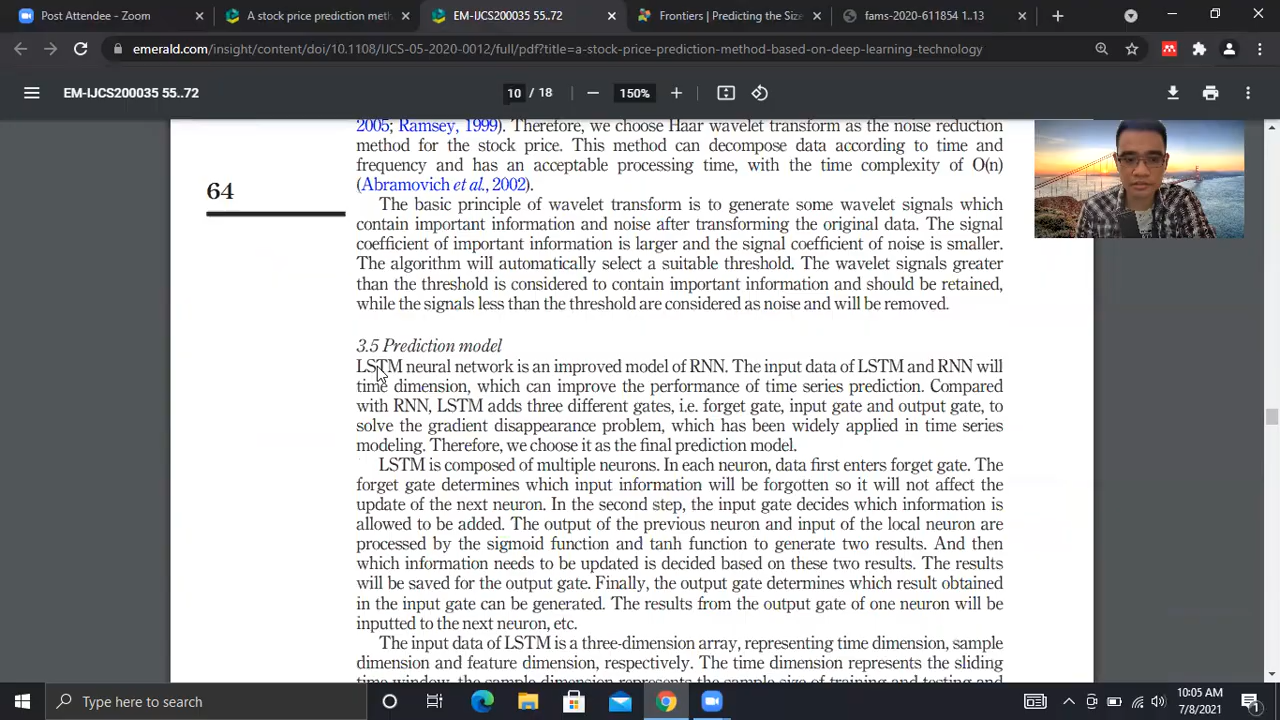 Post Attendee - Zoom
A stock price prediction meth
EM-IJCS200035 55..72
Frontiers | Predicting the Size
fams-2020-611854 1..13
emerald.com/insight/content/doi/10.1108/IJCS-05-2020-0012/full/pdf?title=a-stock-price-prediction-method-based-on-deep-learning-technology
EM-IJCS200035 55..72
10 / 18
150%
2005; Ramsey, 1999). Therefore, we choose Haar wavelet transform as the noise reduction
method for the stock price. This method can decompose data according to time and
frequency and has an acceptable processing time, with the time complexity of O(n)
(Abramovich et al., 2002).
64
The basic principle of wavelet transform is to generate some wavelet signals which
contain important information and noise after transforming the original data. The signal
coefficient of important information is larger and the signal coefficient of noise is smaller.
The algorithm will automatically select a suitable threshold. The wavelet signals greater
than the threshold is considered to contain important information and should be retained,
while the signals less than the threshold are considered as noise and will be removed.
3.5 Prediction model
LSTM neural network is an improved model of RNN. The input data of LSTM and RNN will
time dimension, which can improve the performance of time series prediction. Compared
with RNN, LSTM adds three different gates, i.e. forget gate, input gate and output gate, to
solve the gradient disappearance problem, which has been widely applied in time series
modeling. Therefore, we choose it as the final prediction model.
LSTM is composed of multiple neurons. In each neuron, data first enters forget gate. The
forget gate determines which input information will be forgotten so it will not affect the
update of the next neuron. In the second step, the input gate decides which information is
allowed to be added. The output of the previous neuron and input of the local neuron are
processed by the sigmoid function and tanh function to generate two results. And then
which information needs to be updated is decided based on these two results. The results
will be saved for the output gate. Finally, the output gate determines which result obtained
in the input gate can be generated. The results from the output gate of one neuron will be
inputted to the next neuron, etc.
The input data of LSTM is a three-dimension array, representing time dimension, sample
dimension and feature dimension, respectively. The time dimension represents the sliding
time window, the sample dimension represents the sample size of training and testing and
Type here to search
10:05 AM
7/8/2021
1